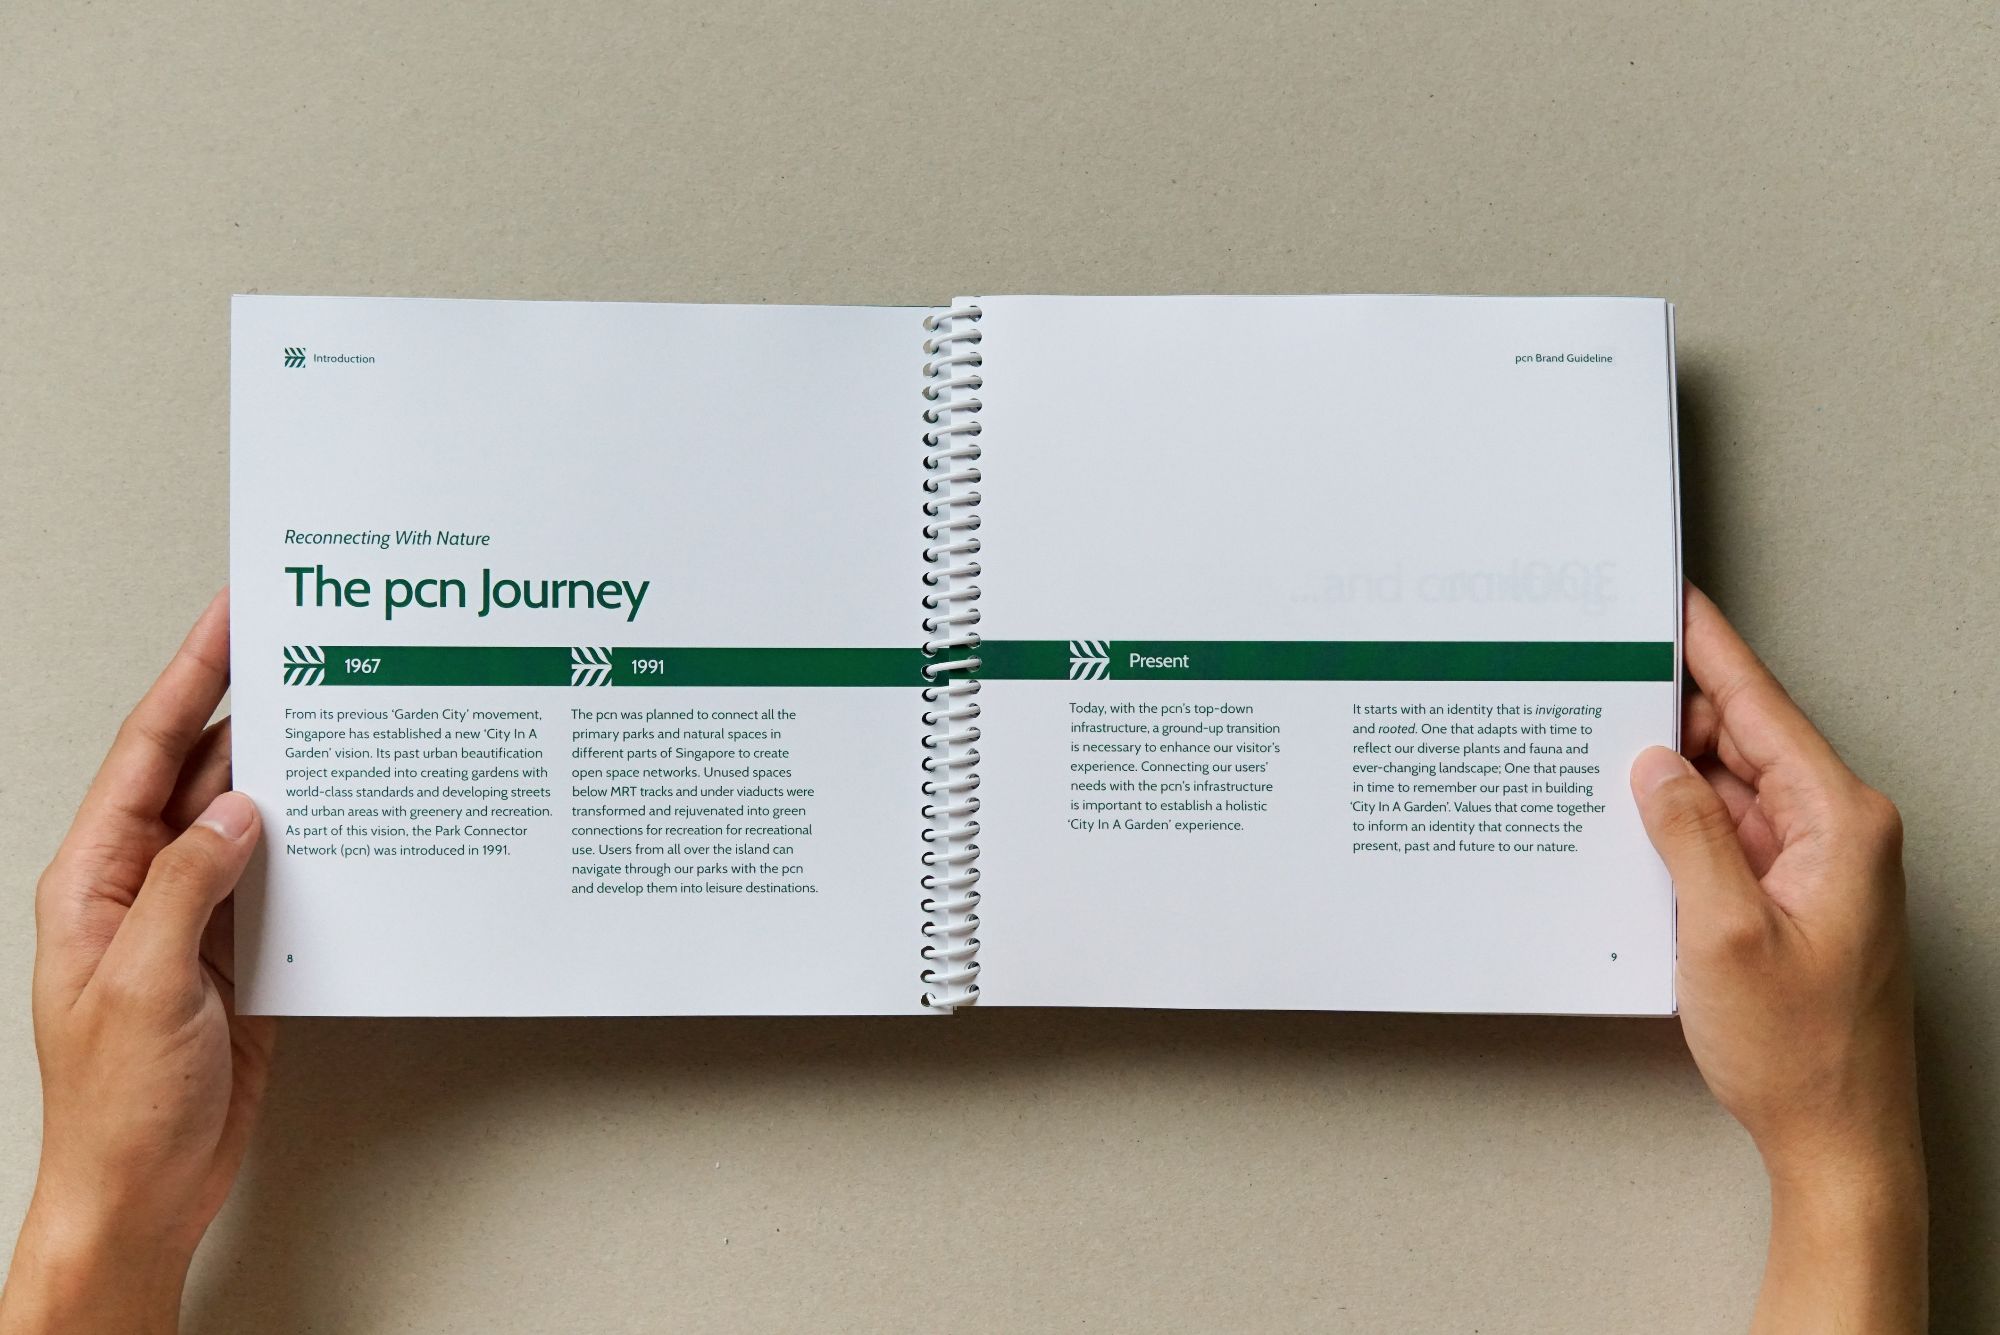 Introduction
pcn Brand Guideline
Reconnecting With Nature
The pcn Journey
1967
From its previous ‘Garden City’ movement,
Singapore has established a new ‘City In A
Garden’ vision. Its past urban beautification
project expanded into creating gardens with
world-class standards and developing streets
and urban areas with greenery and recreation.
As part of this vision, the Park Connector
Network (pcn) was introduced in 1991.
1991
The pcn was planned to connect all the
primary parks and natural spaces in
different parts of Singapore to create
open space networks. Unused spaces
below MRT tracks and under viaducts were
transformed and rejuvenated into green
connections for recreation for recreational
use. Users from all over the island can
navigate through our parks with the pcn
and develop them into leisure destinations.
Present
Today, with the pcn’s top-down
infrastructure, a ground-up transition
is necessary to enhance our visitor’s
experience. Connecting our users’
needs with the pcn’s infrastructure
is important to establish a holistic
‘City In A Garden’ experience.
It starts with an identity that is invigorating
and rooted. One that adapts with time to
reflect our diverse plants and fauna and
ever-changing landscape; One that pauses
in time to remember our past in building
‘City In A Garden’. Values that come together
to inform an identity that connects the
present, past and future to our nature.
8
9